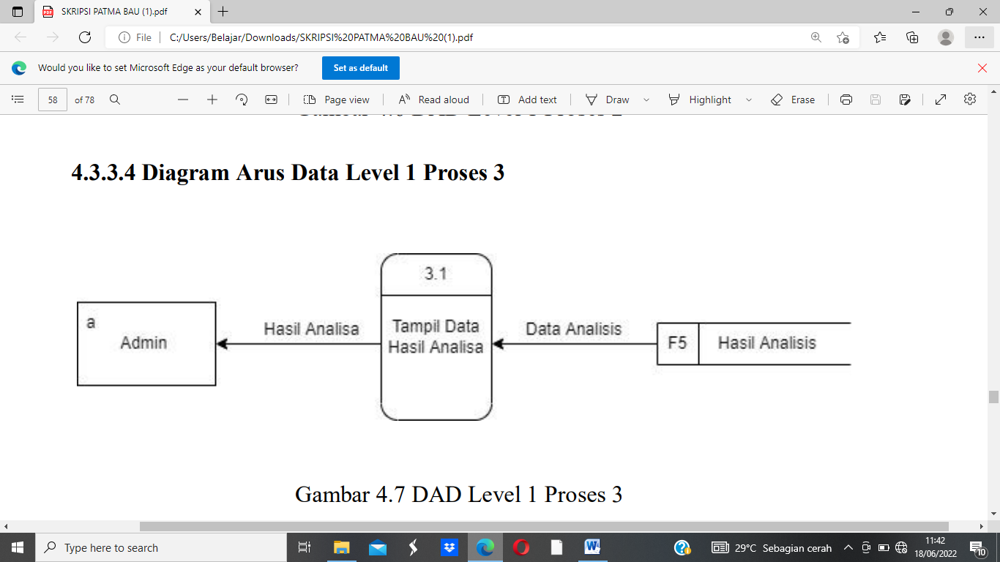 SKRIPSI PATMA BAU (1).pdf
File
C:/Users/Belajar/Downloads/SKRIPSI%20PATMA%20BAU%20(1).pdf
Would you like to set Microsoft Edge as your default browser?
Set as default
58 of 78
Page view
Read aloud
Add text
Draw
Highlight
Erase
4.3.3.4 Diagram Arus Data Level 1 Proses 3
a
Admin
Hasil Analisa
3.1
Tampil Data
Hasil Analisa
Data Analisis
F5
Hasil Analisis
Gambar 4.7 DAD Level 1 Proses 3
Type here to search
29°C Sebagian cerah
11:42
18/06/2022
10